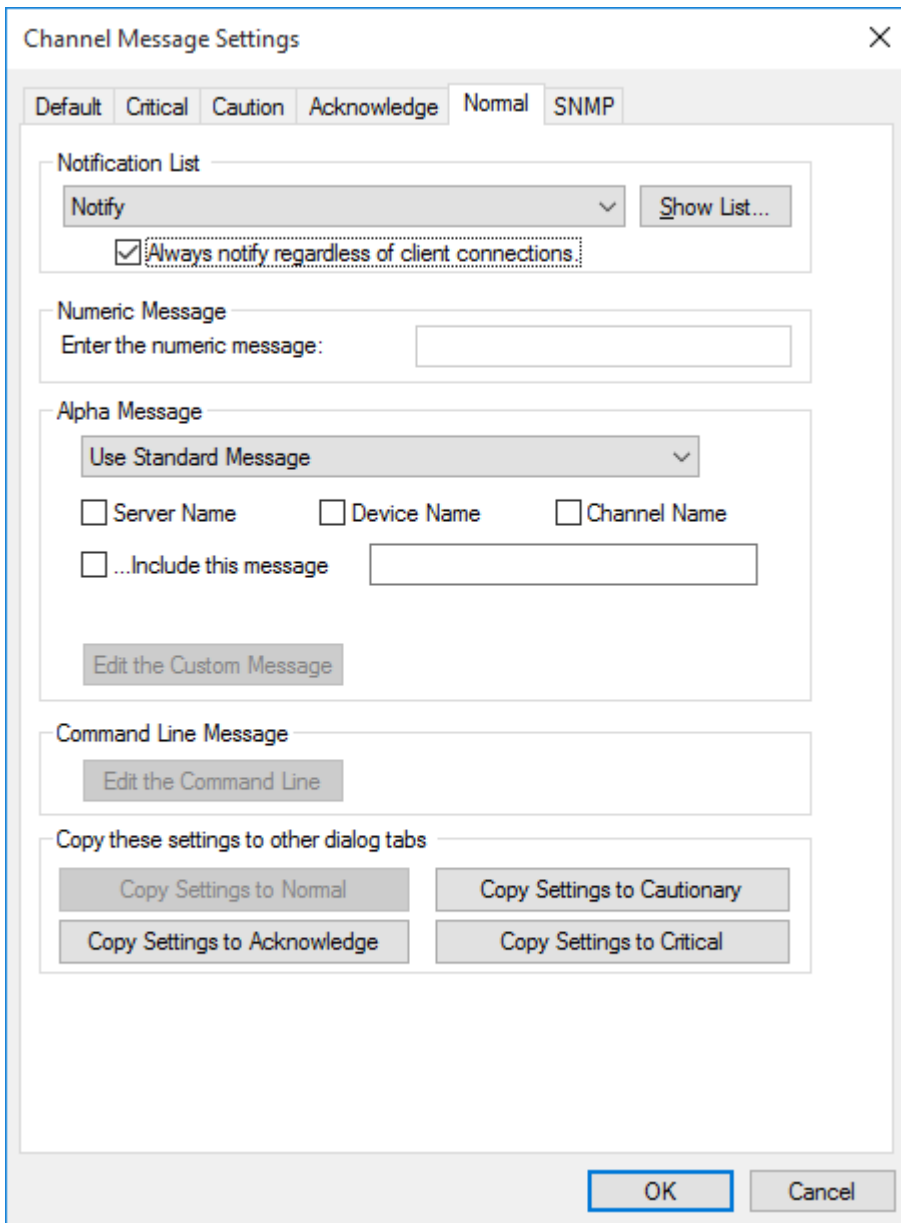 Channel Message Settings
Default Critical Caution Acknowledge Normal SNMP
Notification List
Notify Show List...
Always notify regardless of client connections.
Numeric Message
Enter the numeric message:
Alpha Message
Use Standard Message
Server Name Device Name Channel Name
...Include this message
Edit the Custom Message
Command Line Message
Edit the Command Line
Copy these settings to other dialog tabs
Copy Settings to Normal Copy Settings to Cautionary
Copy Settings to Acknowledge Copy Settings to Critical
OK Cancel